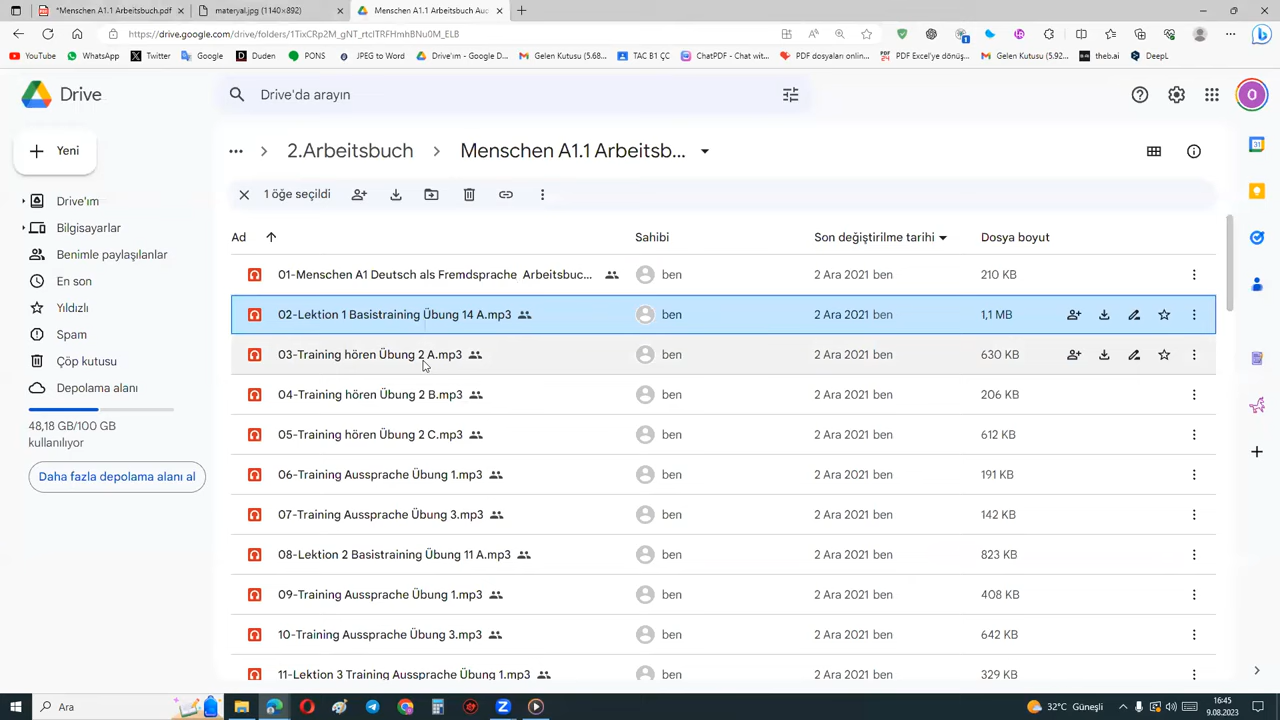 *Menschen A1.1 Arbeitsbuch.pdf
materyal.jpg (1140×892)
Menschen A1.1 Arbeitsbuch Aud
https://drive.google.com/drive/folders/1TixCRp2M_gNT_rtclTRFHmhBNu0M_ELB
YouTube
WhatsApp
Twitter
Google
Duden
PONS
JPEG to Word
Drive'ım - Google D...
Gelen Kutusu (5.68...
TAC B1 ÇC
ChatPDF - Chat wit...
PDF dosyaları onlin...
PDF Excel'ye dönüş...
Gelen Kutusu (5.92...
theb.ai
DeepL
Drive
Drive'da arayın
O
Yeni
2.Arbeitsbuch
Menschen A1.1 Arbeitsb...
1 öğe seçildi
Drive'ım
Bilgisayarlar
Benimle paylaşılanlar
En son
Yıldızlı
Spam
Çöp kutusu
Depolama alanı
48,18 GB/100 GB
kullanılıyor
Daha fazla depolama alanı al
Ad Sahibi Son değiştirilme tarihi Dosya boyut
01-Menschen A1 Deutsch als Fremdsprache Arbeitsbuc... ben 2 Ara 2021 ben 210 KB
02-Lektion 1 Basistraining Übung 14 A.mp3 ben 2 Ara 2021 ben 1,1 MB
03-Training hören Übung 2 A.mp3 ben 2 Ara 2021 ben 630 KB
04-Training hören Übung 2 B.mp3 ben 2 Ara 2021 ben 206 KB
05-Training hören Übung 2 C.mp3 ben 2 Ara 2021 ben 612 KB
06-Training Aussprache Übung 1.mp3 ben 2 Ara 2021 ben 191 KB
07-Training Aussprache Übung 3.mp3 ben 2 Ara 2021 ben 142 KB
08-Lektion 2 Basistraining Übung 11 A.mp3 ben 2 Ara 2021 ben 823 KB
09-Training Aussprache Übung 1.mp3 ben 2 Ara 2021 ben 408 KB
10-Training Aussprache Übung 3.mp3 ben 2 Ara 2021 ben 642 KB
11-Lektion 3 Training Aussprache Übung 1.mp3 ben 2 Ara 2021 ben 329 KB
Ara
32°C Güneşli
16:45
9.08.2023